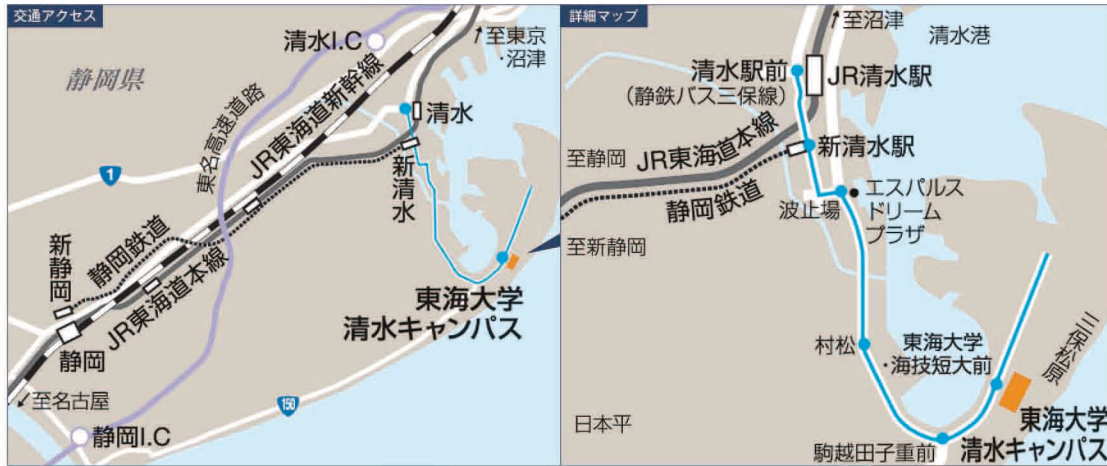 交通アクセス
静岡県
清水I.C
↗至東京
・沼津
東名高速道路
JR東海道新幹線
清水
新清水
1
静岡鉄道
新静岡
JR東海道本線
静岡
↙至名古屋
静岡I.C
150
東海大学
清水キャンパス
詳細マップ
↗至沼津
清水港
清水駅前
（静鉄バス三保線）
JR清水駅
至静岡
JR東海道本線
新清水駅
静岡鉄道
至新静岡
波止場
エスパルス
ドリーム
プラザ
村松
東海大学
・海技短大前
三保松原
日本平
駒越田子重前
東海大学
清水キャンパス